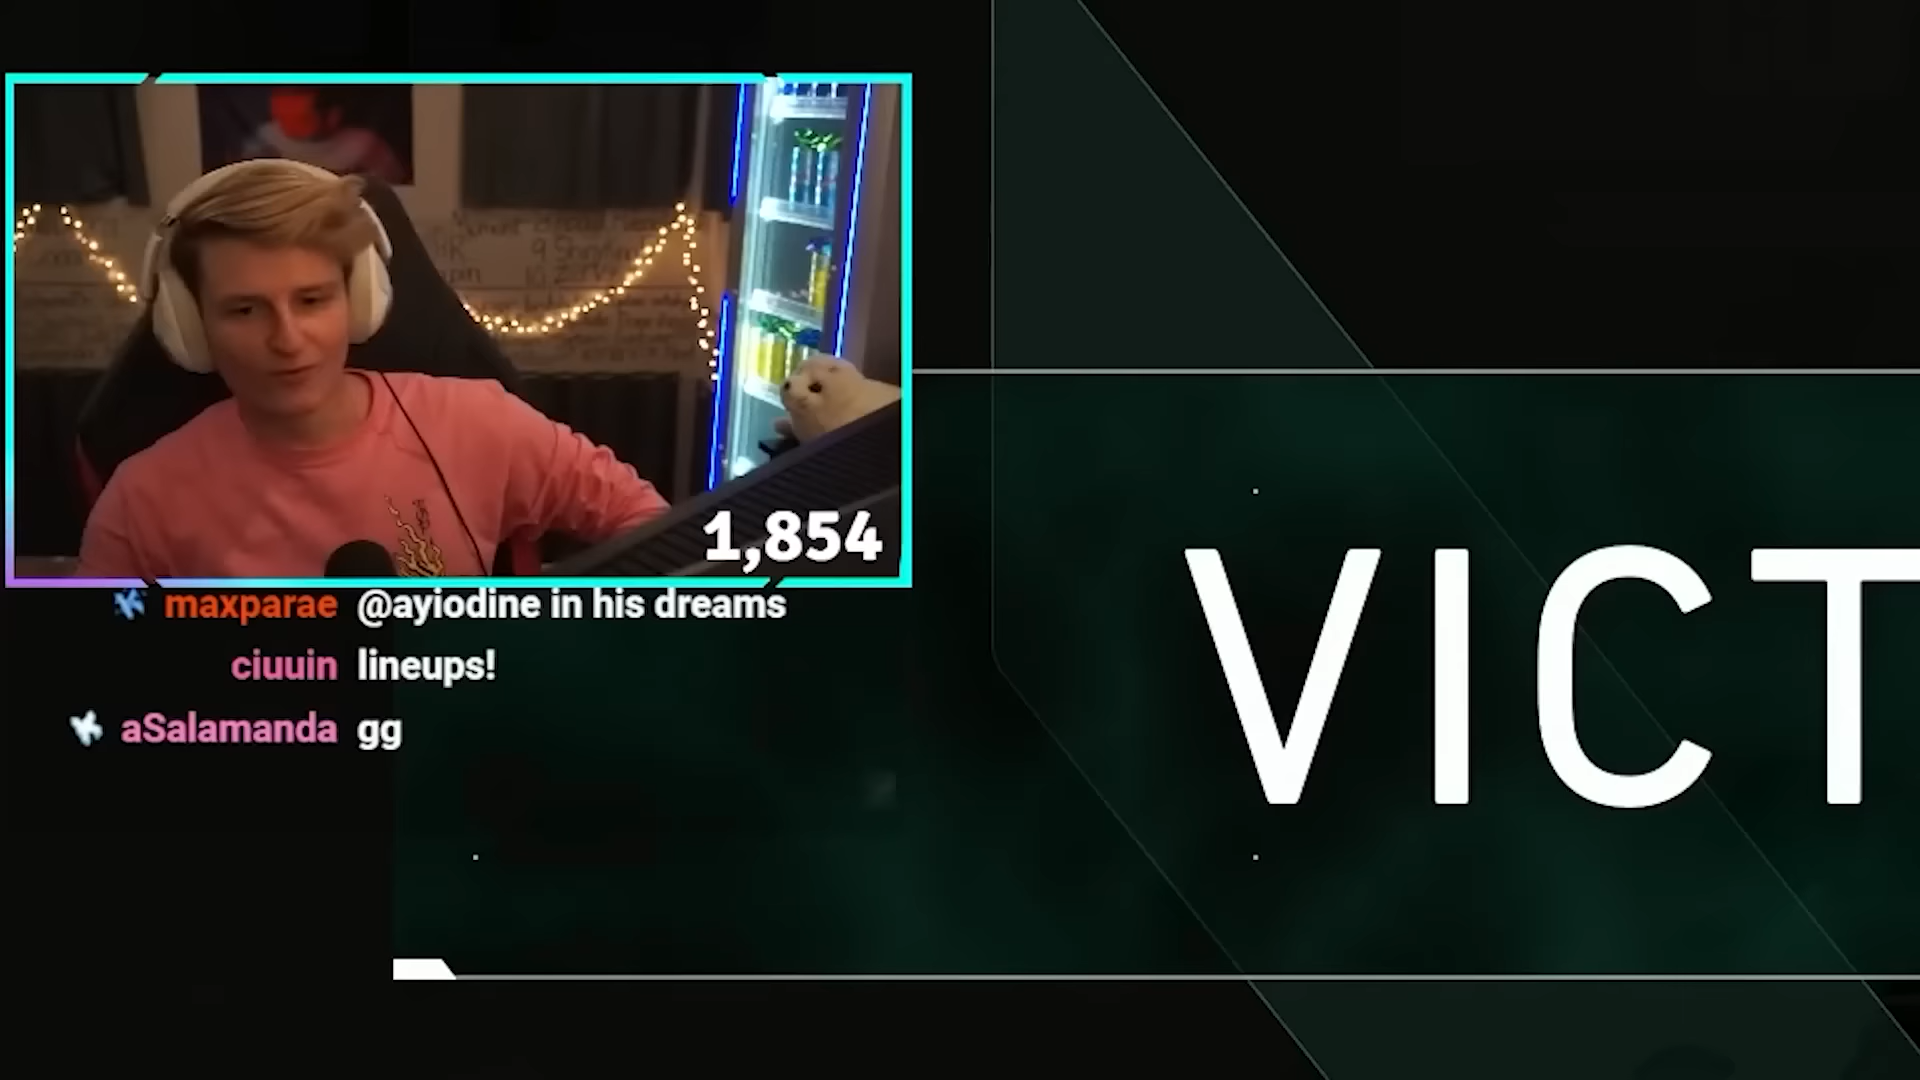 1,854
maxparae @ayiodine in his dreams
ciuuin lineups!
aSalamanda gg
VICT